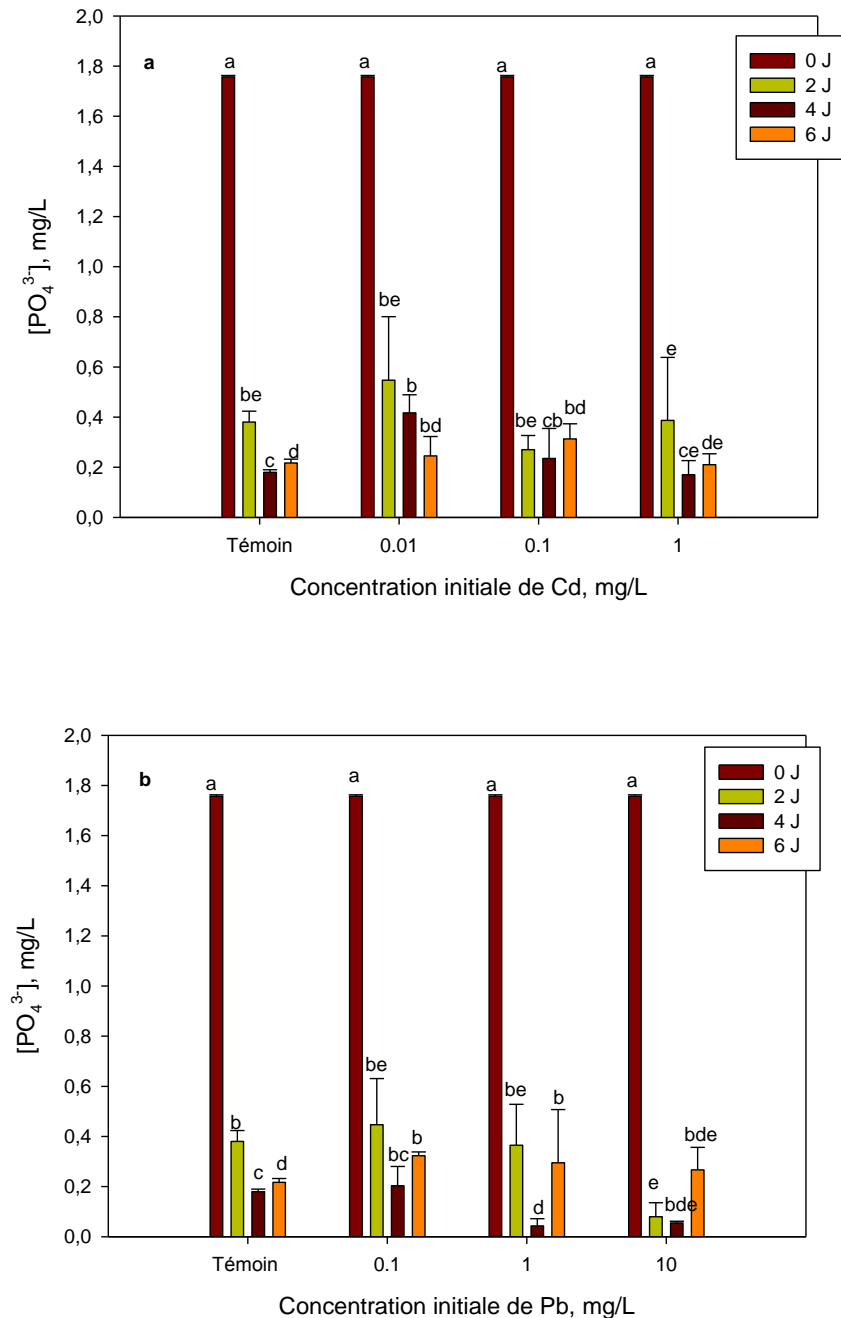 2,0
a
a
a
a
a
0 J
2 J
4 J
6 J
1,8
1,6
1,4
1,2
1,0
0,8
0,6
0,4
0,2
0,0
[PO₄³⁻], mg/L
be
c
d
be
b
bd
be
cb
bd
e
ce
de
Témoin
0.01
0.1
1
Concentration initiale de Cd, mg/L
2,0
b
a
a
a
a
0 J
2 J
4 J
6 J
1,8
1,6
1,4
1,2
1,0
0,8
0,6
0,4
0,2
0,0
[PO₄³⁻], mg/L
b
c
d
be
bc
b
be
d
b
e
bde
bde
Témoin
0.1
1
10
Concentration initiale de Pb, mg/L